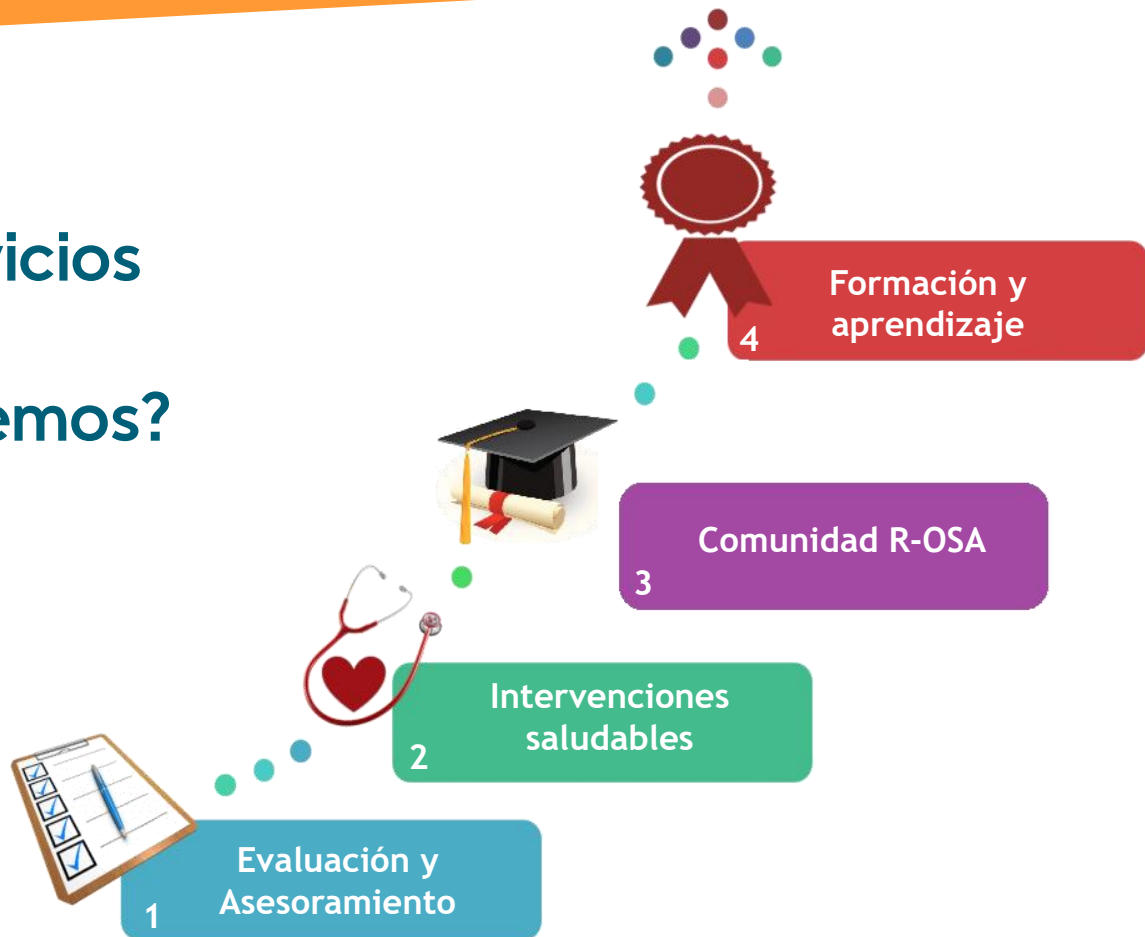 vicios
emos?
Formación y
aprendizaje
4
Comunidad R-OSA
3
Intervenciones
saludables
2
Evaluación y
Asesoramiento
1